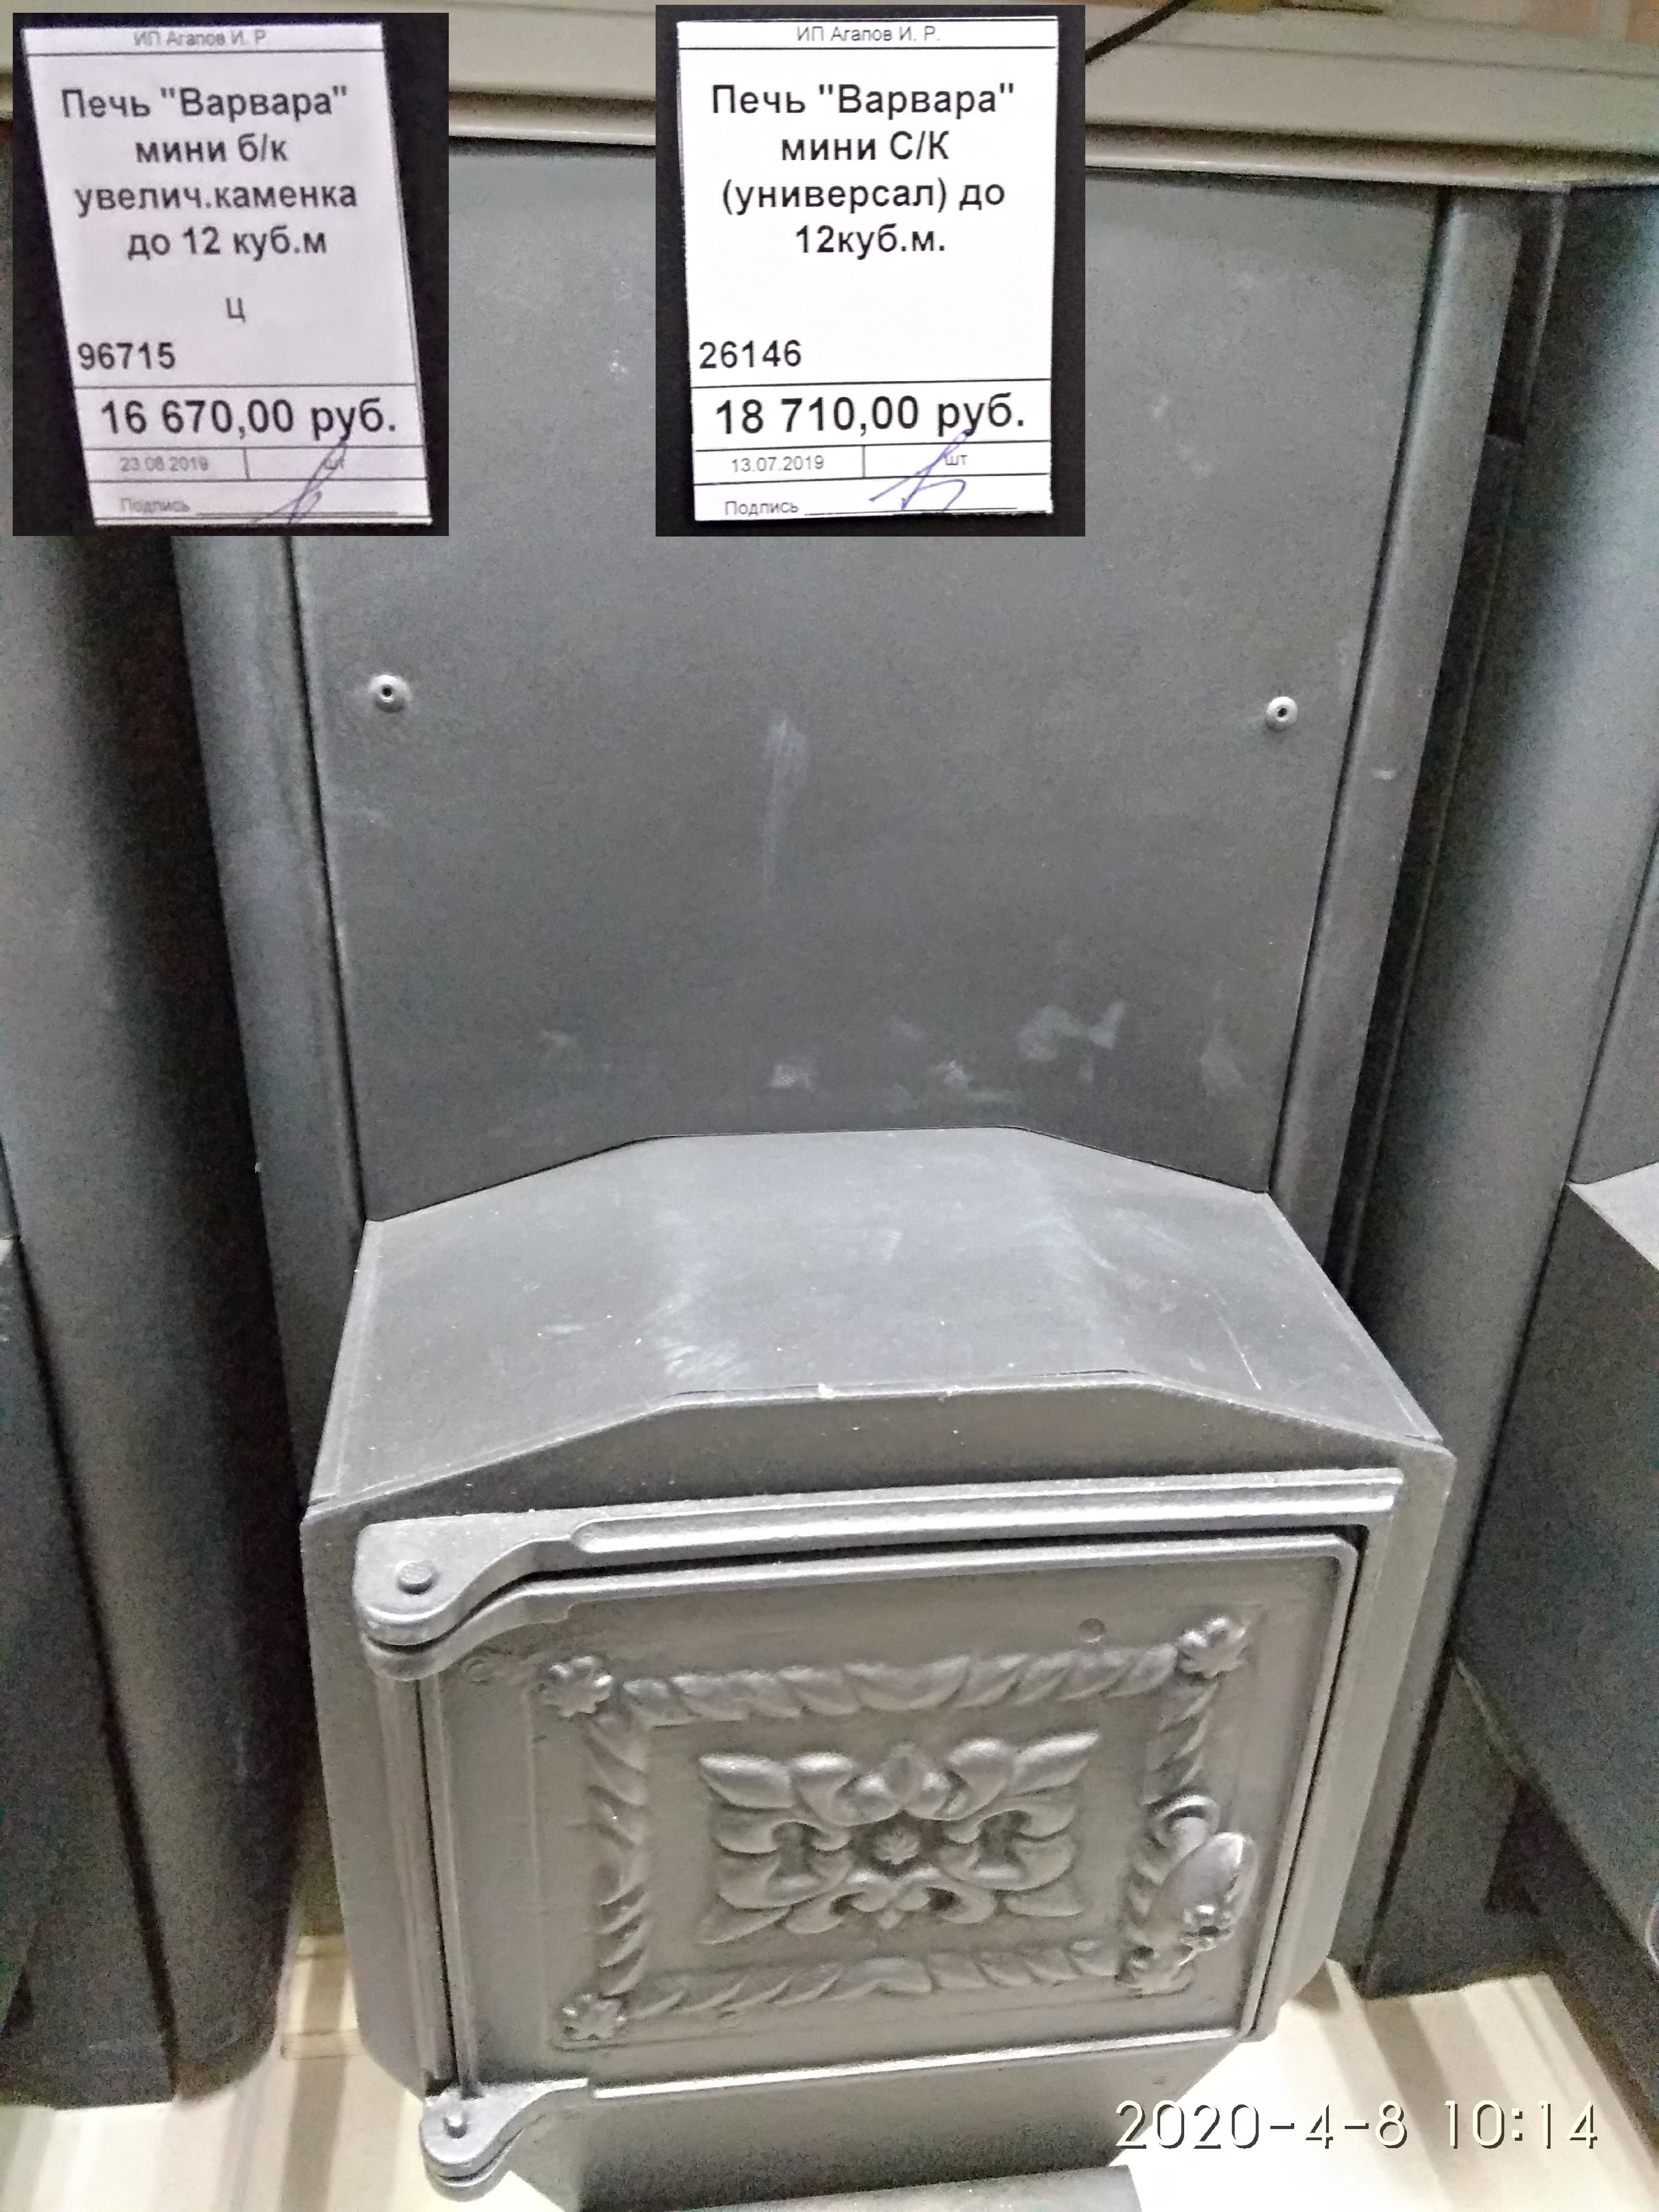 ИП Агапов И. Р
Печь "Варвара"
мини б/к
увелич.каменка
до 12 куб.м
ц
96715
16 670,00 руб.
23.08.2019 шт
Подпись
ИП Агапов И. Р.
Печь "Варвара"
мини С/К
(универсал) до
12куб.м.
26146
18 710,00 руб.
13.07.2019 шт
Подпись
2020-4-8 10:14